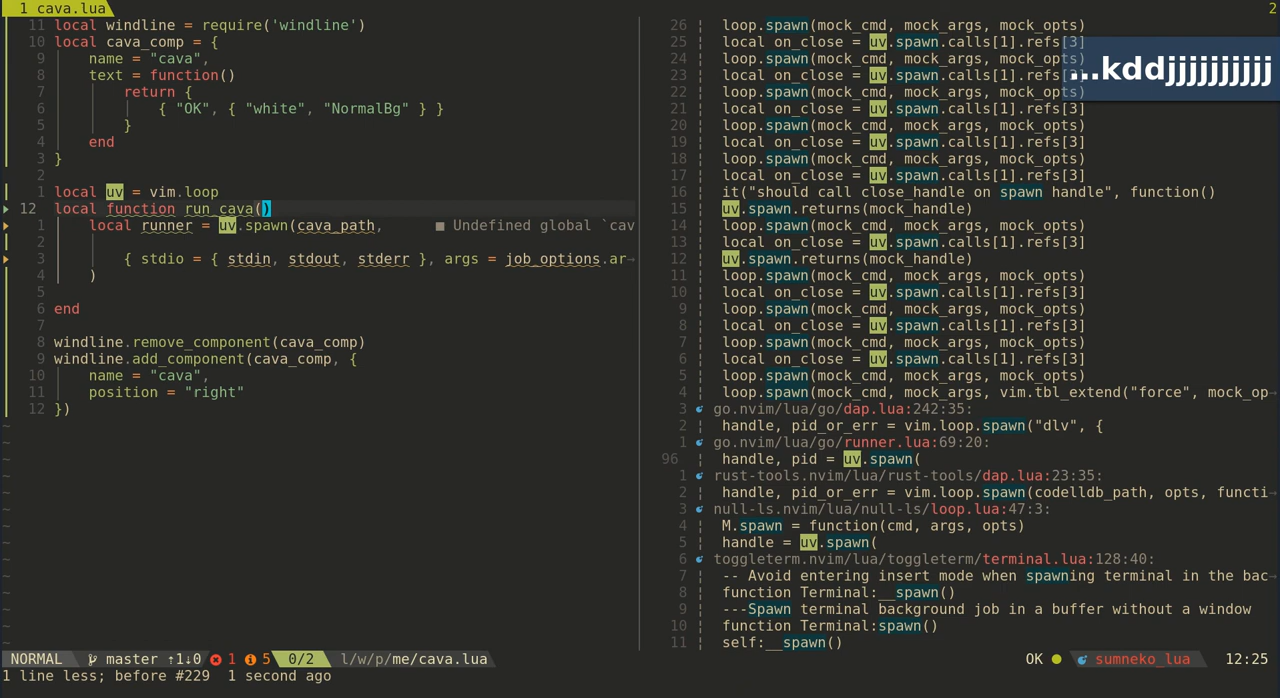 1 cava.lua 2
11 local windline = require('windline')
10 local cava_comp = {
9 name = "cava",
8 text = function()
7 return {
6 { "OK", { "white", "NormalBg" } }
5 }
4 end
3 }
2
1 local uv = vim.loop
12 local function run_cava()
1 local runner = uv.spawn(cava_path, ■ Undefined global `cav
2
3 { stdio = { stdin, stdout, stderr }, args = job_options.ar→
4 )
5
6 end
7
8 windline.remove_component(cava_comp)
9 windline.add_component(cava_comp, {
10 name = "cava",
11 position = "right"
12 })
~
~
~
~
~
~
~
~
~
~
~
~
~
~
26 loop.spawn(mock_cmd, mock_args, mock_opts)
25 local on_close = uv.spawn.calls[1].refs[3]
24 loop.spawn(mock_cmd, mock_args, mock_opts)
23 local on_close = uv.spawn.calls[1].refs[3]
22 loop.spawn(mock_cmd, mock_args, mock_opts)
21 local on_close = uv.spawn.calls[1].refs[3]
20 loop.spawn(mock_cmd, mock_args, mock_opts)
19 local on_close = uv.spawn.calls[1].refs[3]
18 loop.spawn(mock_cmd, mock_args, mock_opts)
17 local on_close = uv.spawn.calls[1].refs[3]
16 it("should call close_handle on spawn handle", function()
15 uv.spawn.returns(mock_handle)
14 loop.spawn(mock_cmd, mock_args, mock_opts)
13 local on_close = uv.spawn.calls[1].refs[3]
12 uv.spawn.returns(mock_handle)
11 loop.spawn(mock_cmd, mock_args, mock_opts)
10 local on_close = uv.spawn.calls[1].refs[3]
9 loop.spawn(mock_cmd, mock_args, mock_opts)
8 local on_close = uv.spawn.calls[1].refs[3]
7 loop.spawn(mock_cmd, mock_args, mock_opts)
6 local on_close = uv.spawn.calls[1].refs[3]
5 loop.spawn(mock_cmd, mock_args, mock_opts)
4 loop.spawn(mock_cmd, mock_args, vim.tbl_extend("force", mock_op→
3 go.nvim/lua/go/dap.lua:242:35:
2 handle, pid_or_err = vim.loop.spawn("dlv", {
1 go.nvim/lua/go/runner.lua:69:20:
96 handle, pid = uv.spawn(
1 rust-tools.nvim/lua/rust-tools/dap.lua:23:35:
2 handle, pid_or_err = vim.loop.spawn(codelldb_path, opts, functi→
3 null-ls.nvim/lua/null-ls/loop.lua:47:3:
4 M.spawn = function(cmd, args, opts)
5 handle = uv.spawn(
6 toggleterm.nvim/lua/toggleterm/terminal.lua:128:40:
7 -- Avoid entering insert mode when spawning terminal in the bac→
8 function Terminal:__spawn()
9 ---Spawn terminal background job in a buffer without a window
10 function Terminal:spawn()
11 self:__spawn()
...kddjjjjjjjjjj
NORMAL master ↑1↓0 1 5 0/2 l/w/p/me/cava.lua OK sumneko_lua 12:25
1 line less; before #229 1 second ago